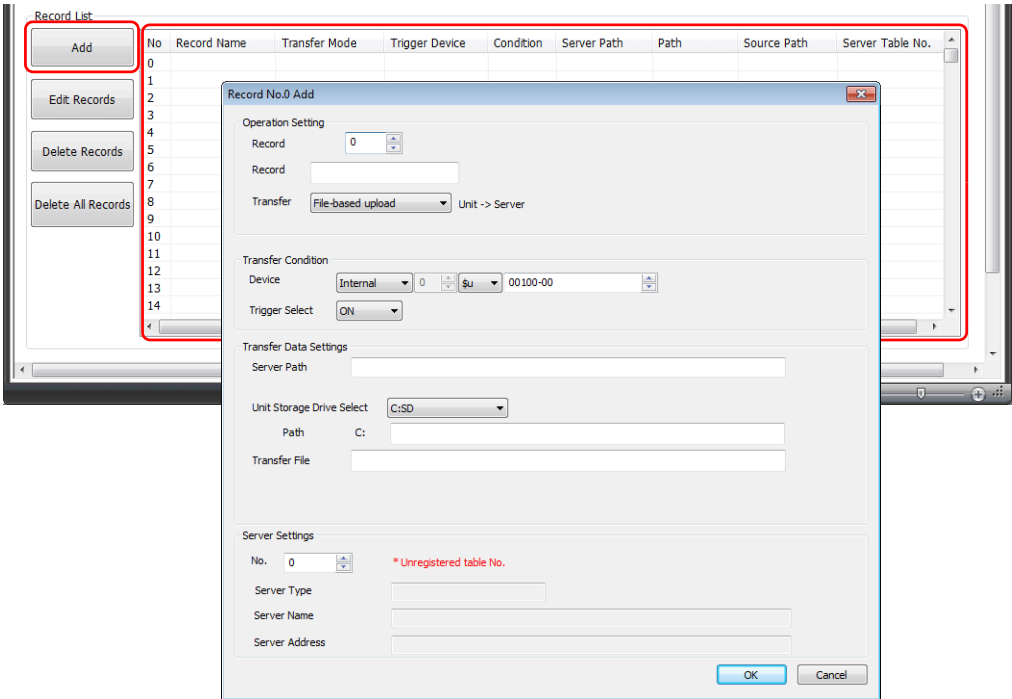 Record List
Add
No Record Name Transfer Mode Trigger Device Condition Server Path Path Source Path Server Table No.
0
1
Edit Records
2
3
4
Delete Records
5
6
7
Delete All Records
8
9
10
11
12
13
14
Record No.0 Add
Operation Setting
Record 0
Record
Transfer File-based upload Unit -> Server
Transfer Condition
Device Internal 0 $u 00100-00
Trigger Select ON
Transfer Data Settings
Server Path
Unit Storage Drive Select C:SD
Path C:
Transfer File
Server Settings
No. 0 * Unregistered table No.
Server Type
Server Name
Server Address
OK Cancel